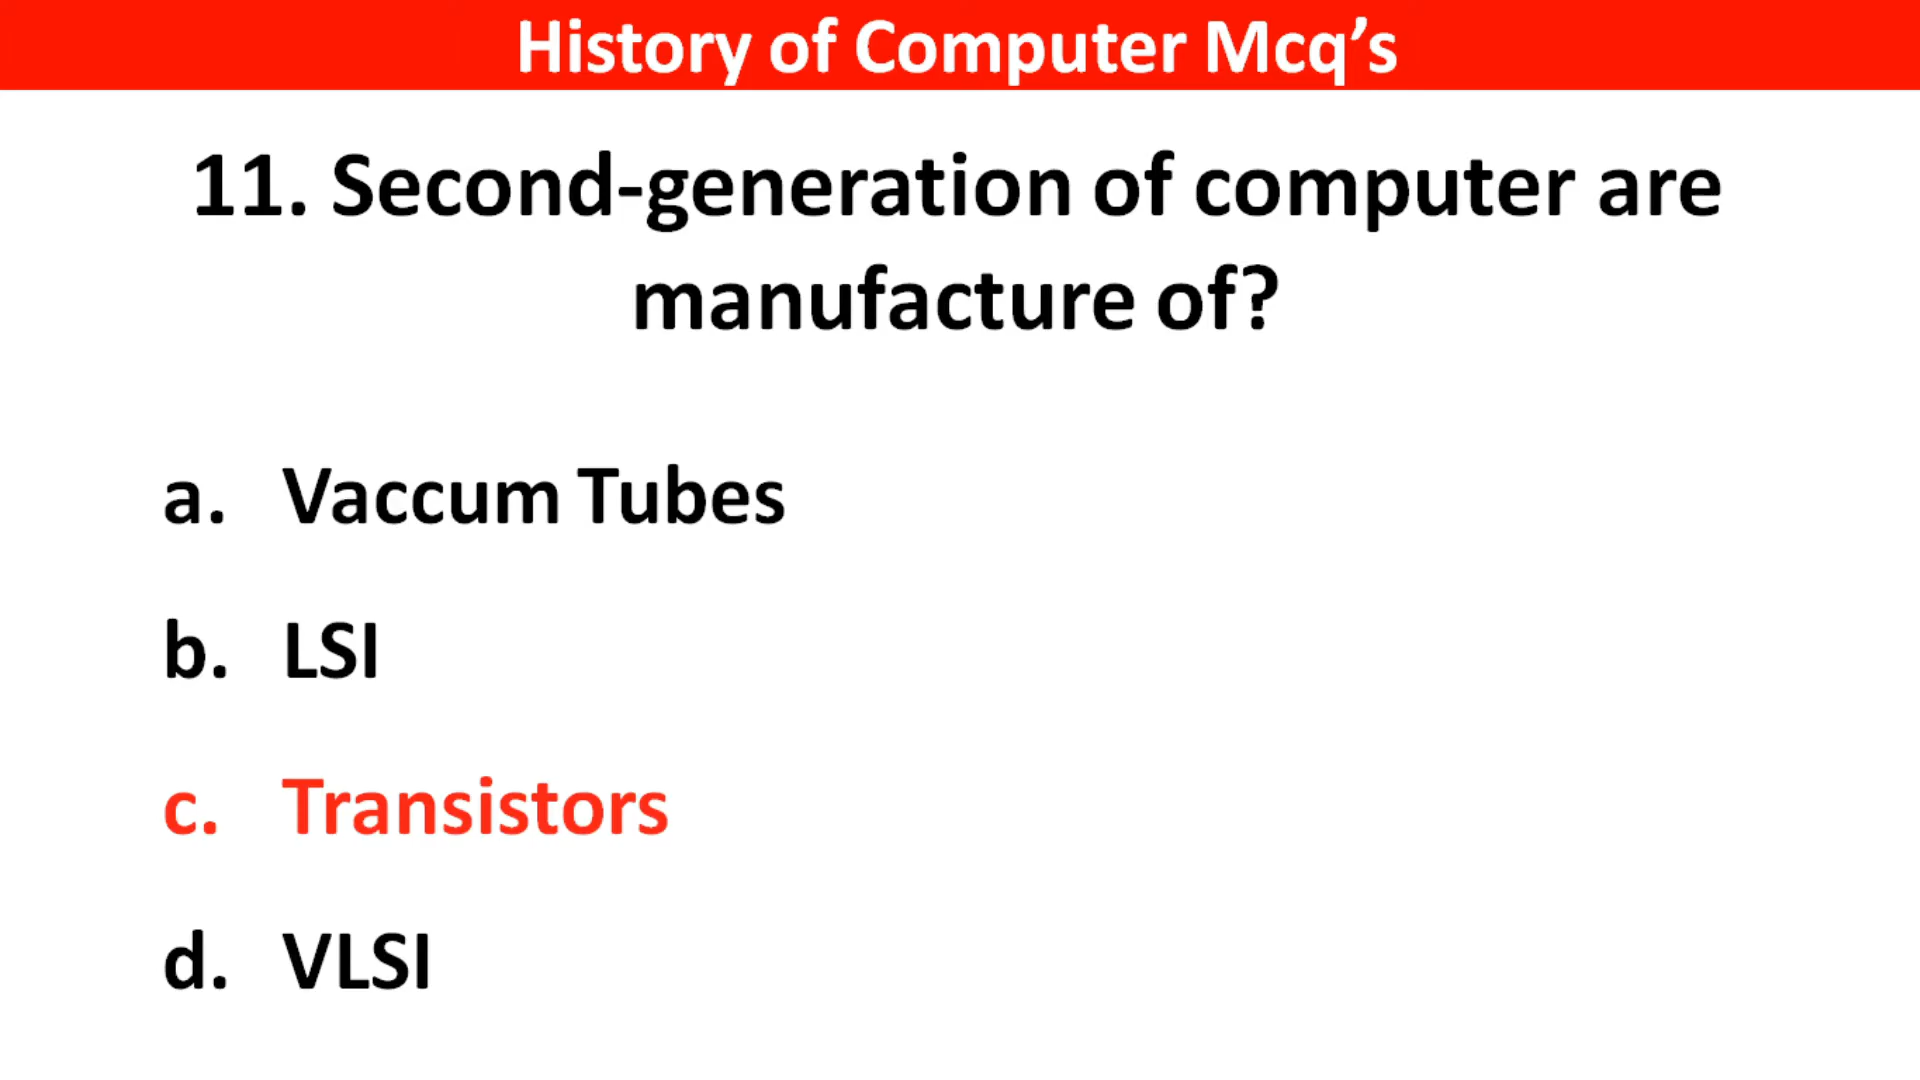 History of Computer Mcq’s
11. Second-generation of computer are
manufacture of?
a. Vaccum Tubes
b. LSI
c. Transistors
d. VLSI